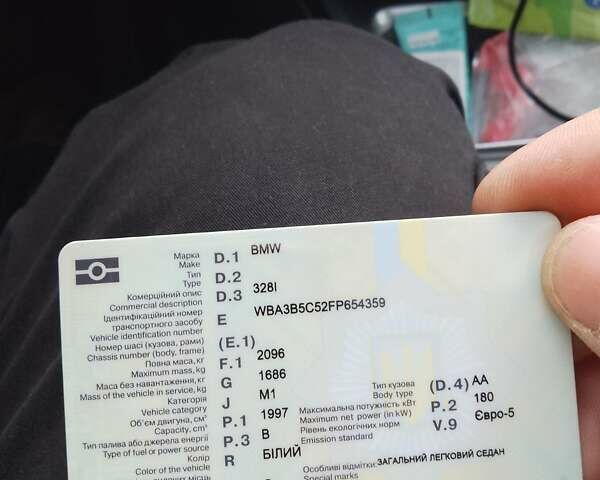 Марка
Make
D.1
BMW
Тип
Type
D.2
Комерційний опис
Commercial description
D.3
328I
Ідентифікаційний номер
транспортного засобу
Vehicle identification number
E
WBA3B5C52FP654359
Номер шасі (кузова, рами)
Chassis number (body, frame)
(E.1)
Повна маса, кг
Maximum mass, kg
F.1
2096
Маса без навантаження, кг
Mass of the vehicle in service, kg
G
1686
Категорія
Vehicle category
J
M1
Тип кузова
Body type
(D.4)
AA
Об'єм двигуна, см³
Capacity, cm³
P.1
1997
Максимальна потужність кВт
Maximum net power (in kW)
P.2
180
Тип палива або джерела енергії
Type of fuel or power source
P.3
B
Рівень екологічних норм
Emission standard
V.9
Євро-5
Колір
Color of the vehicle
R
БІЛИЙ
Особливі відмітки:
Special marks
ЗАГАЛЬНИЙ ЛЕГКОВИЙ СЕДАН